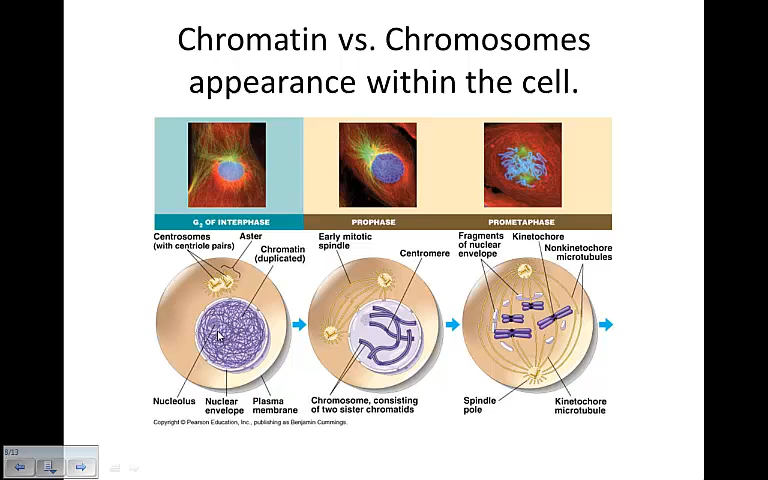 Chromatin vs. Chromosomes
appearance within the cell.
G2 OF INTERPHASE
PROPHASE
PROMETAPHASE
Centrosomes
(with centriole pairs)
Aster
Chromatin
(duplicated)
Early mitotic
spindle
Centromere
Fragments
of nuclear
envelope
Kinetochore
Nonkinetochore
microtubules
Nucleolus
Nuclear
envelope
Plasma
membrane
Chromosome, consisting
of two sister chromatids
Spindle
pole
Kinetochore
microtubule
Copyright © Pearson Education, Inc., publishing as Benjamin Cummings.
8/13